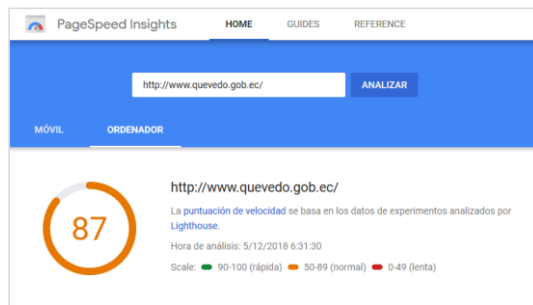 PageSpeed Insights HOME GUIDES REFERENCE
http://www.quevedo.gob.ec/ ANALIZAR
MÓVIL ORDENADOR
87
http://www.quevedo.gob.ec/
La puntuación de velocidad se basa en los datos de experimentos analizados por
Lighthouse.
Hora de análisis: 5/12/2018 6:31:30
Scale: 90-100 (rápida) 50-89 (normal) 0-49 (lenta)